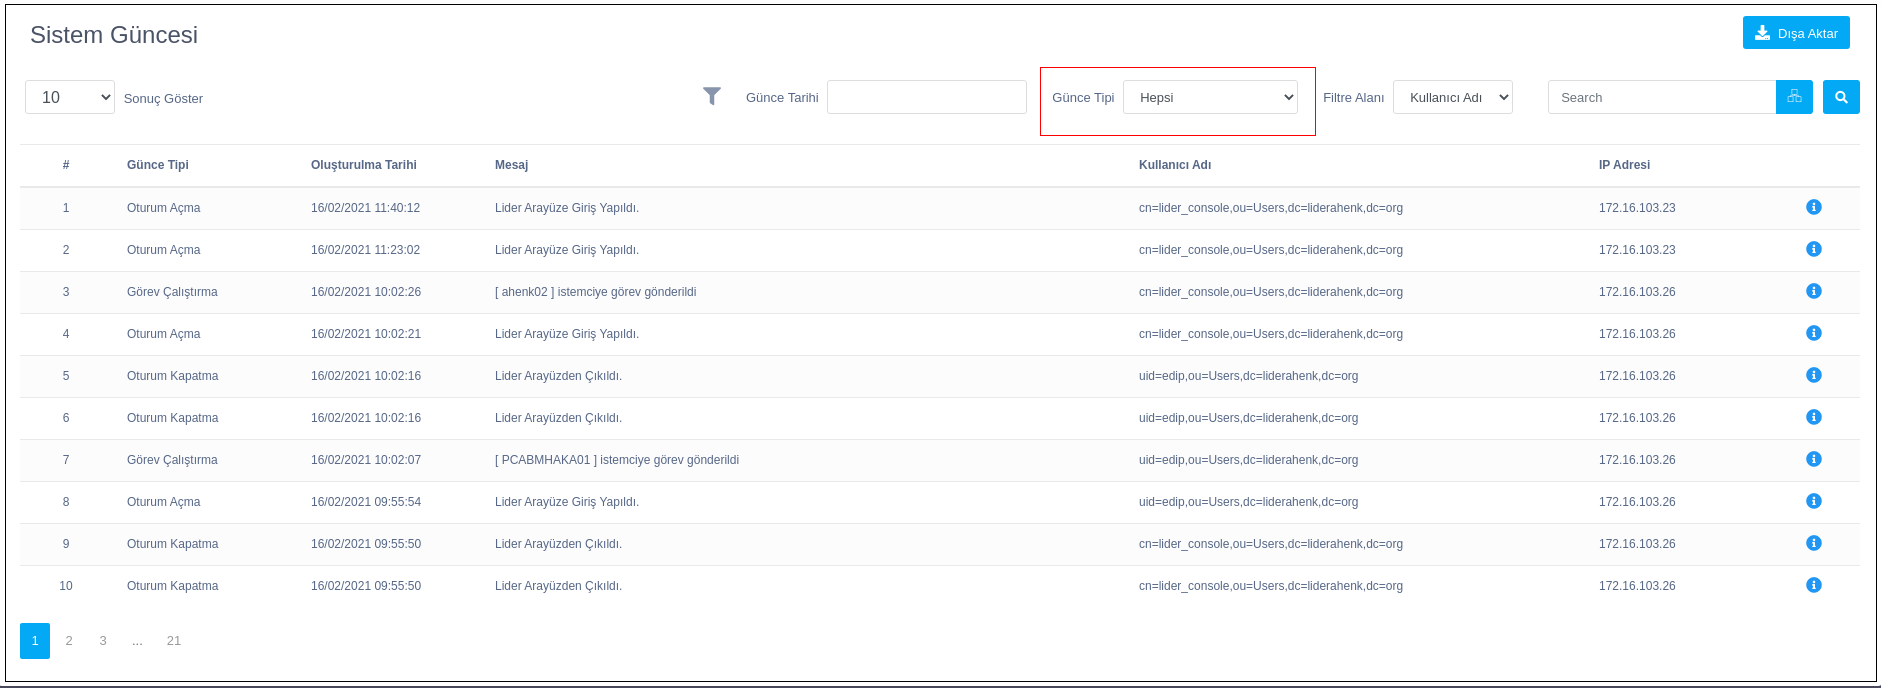 Sistem Güncesi
Dışa Aktar
10 Sonuç Göster Günce Tarihi Günce Tipi Hepsi Filtre Alanı Kullanıcı Adı Search
# Günce Tipi Oluşturulma Tarihi Mesaj Kullanıcı Adı IP Adresi
1 Oturum Açma 16/02/2021 11:40:12 Lider Arayüze Giriş Yapıldı. cn=lider_console,ou=Users,dc=liderahenk,dc=org 172.16.103.23
2 Oturum Açma 16/02/2021 11:23:02 Lider Arayüze Giriş Yapıldı. cn=lider_console,ou=Users,dc=liderahenk,dc=org 172.16.103.23
3 Görev Çalıştırma 16/02/2021 10:02:26 [ ahenk02 ] istemciye görev gönderildi cn=lider_console,ou=Users,dc=liderahenk,dc=org 172.16.103.26
4 Oturum Açma 16/02/2021 10:02:21 Lider Arayüze Giriş Yapıldı. cn=lider_console,ou=Users,dc=liderahenk,dc=org 172.16.103.26
5 Oturum Kapatma 16/02/2021 10:02:16 Lider Arayüzden Çıkıldı. uid=edip,ou=Users,dc=liderahenk,dc=org 172.16.103.26
6 Oturum Kapatma 16/02/2021 10:02:16 Lider Arayüzden Çıkıldı. uid=edip,ou=Users,dc=liderahenk,dc=org 172.16.103.26
7 Görev Çalıştırma 16/02/2021 10:02:07 [ PCABMHAKA01 ] istemciye görev gönderildi uid=edip,ou=Users,dc=liderahenk,dc=org 172.16.103.26
8 Oturum Açma 16/02/2021 09:55:54 Lider Arayüze Giriş Yapıldı. uid=edip,ou=Users,dc=liderahenk,dc=org 172.16.103.26
9 Oturum Kapatma 16/02/2021 09:55:50 Lider Arayüzden Çıkıldı. cn=lider_console,ou=Users,dc=liderahenk,dc=org 172.16.103.26
10 Oturum Kapatma 16/02/2021 09:55:50 Lider Arayüzden Çıkıldı. cn=lider_console,ou=Users,dc=liderahenk,dc=org 172.16.103.26
1 2 3 ... 21